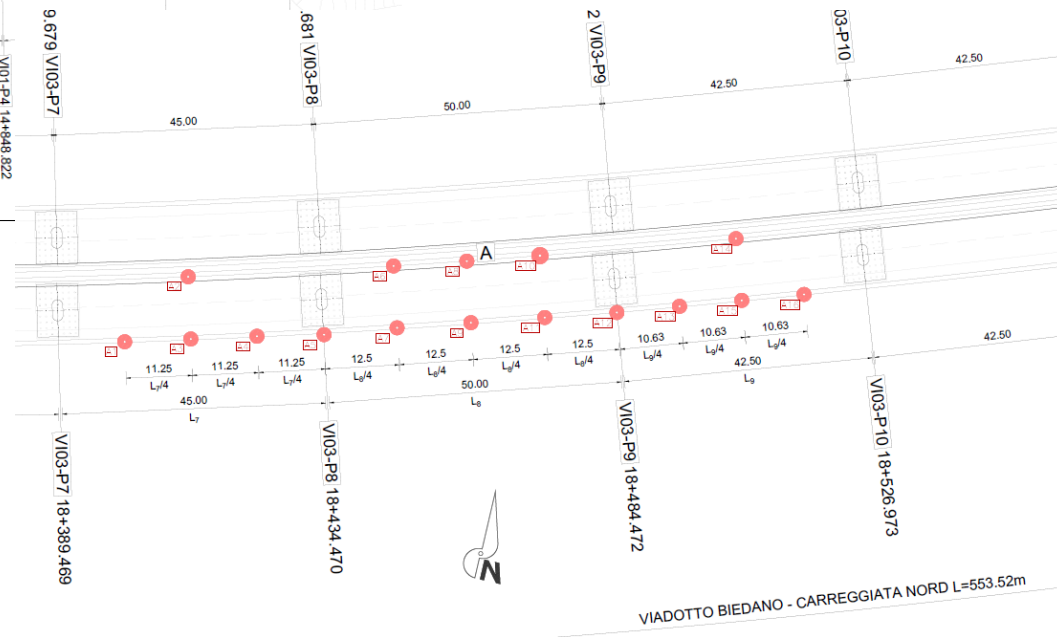 9.679 VI03-P7
.681 VI03-P8
2 VI03-P9
03-P10
VI01-P4 14+848.822
45.00
50.00
42.50
42.50
A
11.25
L7/4
11.25
L7/4
11.25
L7/4
12.5
L8/4
12.5
L8/4
12.5
L8/4
12.5
L8/4
10.63
L9/4
10.63
L9/4
10.63
L9/4
45.00
L7
50.00
L8
42.50
L9
42.50
VI03-P7 18+389.469
VI03-P8 18+434.470
VI03-P9 18+484.472
VI03-P10 18+526.973
N
VIADOTTO BIEDANO - CARREGGIATA NORD L=553.52m